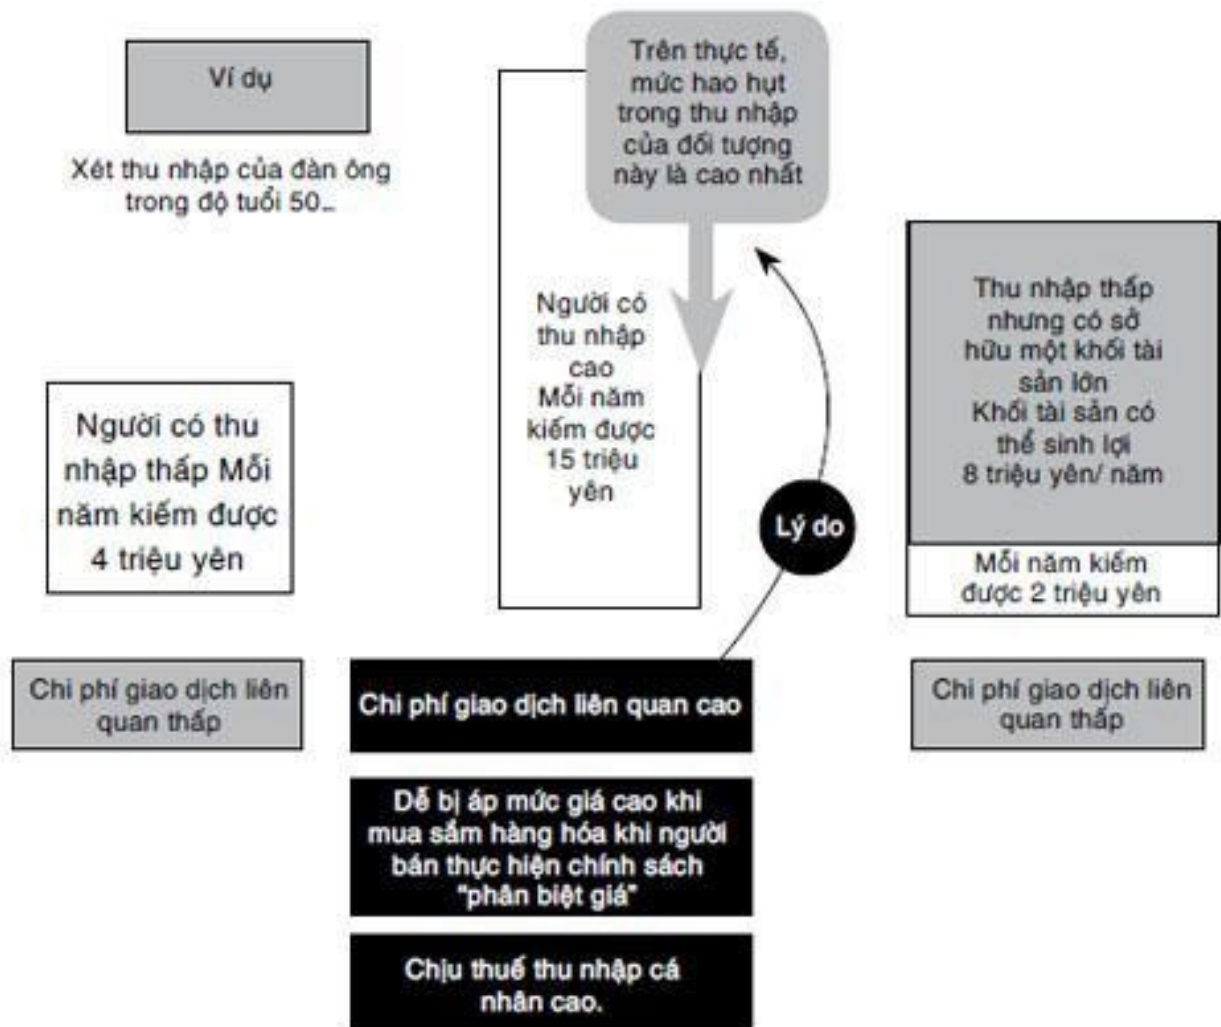 Ví dụ
Xét thu nhập của đàn ông
trong độ tuổi 50...
Trên thực tế,
mức hao hụt
trong thu nhập
của đối tượng
này là cao nhất
Người có thu
nhập thấp Mỗi
năm kiếm được
4 triệu yên
Người có
thu nhập
cao
Mỗi năm
kiếm được
15 triệu
yên
Lý do
Thu nhập thấp
nhưng có sở
hữu một khối tài
sản lớn
Khối tài sản có
thể sinh lợi
8 triệu yên/ năm
Mỗi năm kiếm
được 2 triệu yên
Chi phí giao dịch liên
quan thấp
Chi phí giao dịch liên quan cao
Dễ bị áp mức giá cao khi
mua sắm hàng hóa khi người
bán thực hiện chính sách
"phân biệt giá"
Chịu thuế thu nhập cá
nhân cao.
Chi phí giao dịch liên
quan thấp